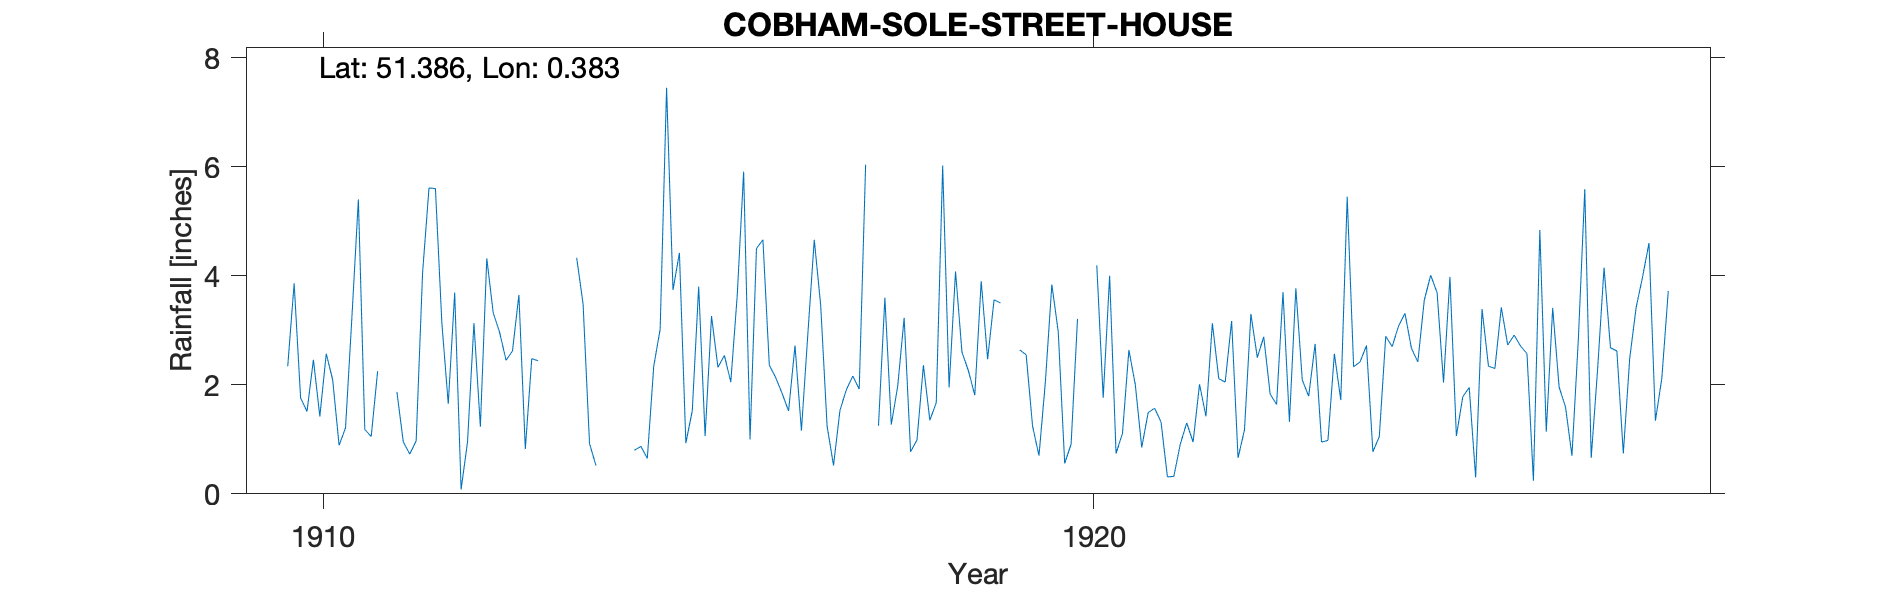 COBHAM-SOLE-STREET-HOUSE
Lat: 51.386, Lon: 0.383
8
6
4
2
0
Rainfall [inches]
1910
1920
Year